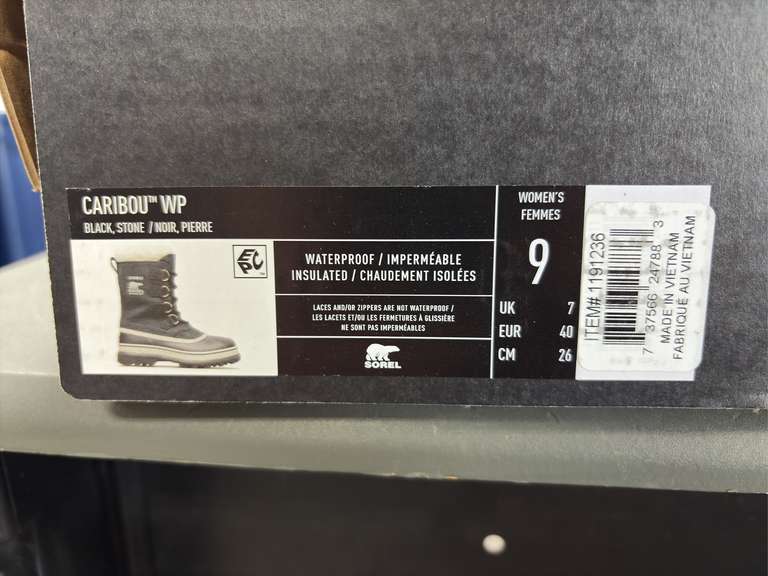 CARIBOU™ WP
BLACK, STONE / NOIR, PIERRE
EPC
WATERPROOF / IMPERMÉABLE
INSULATED / CHAUDEMENT ISOLÉES
LACES AND/OR ZIPPERS ARE NOT WATERPROOF /
LES LACETS ET/OU LES FERMETURES À GLISSIÈRE
NE SONT PAS IMPERMÉABLES
SOREL
WOMEN'S
FEMMES
9
UK 7
EUR 40
CM 26
ITEM# 1191236
7 37566 24788 3
MADE IN VIETNAM
FABRIQUÉ AU VIETNAM